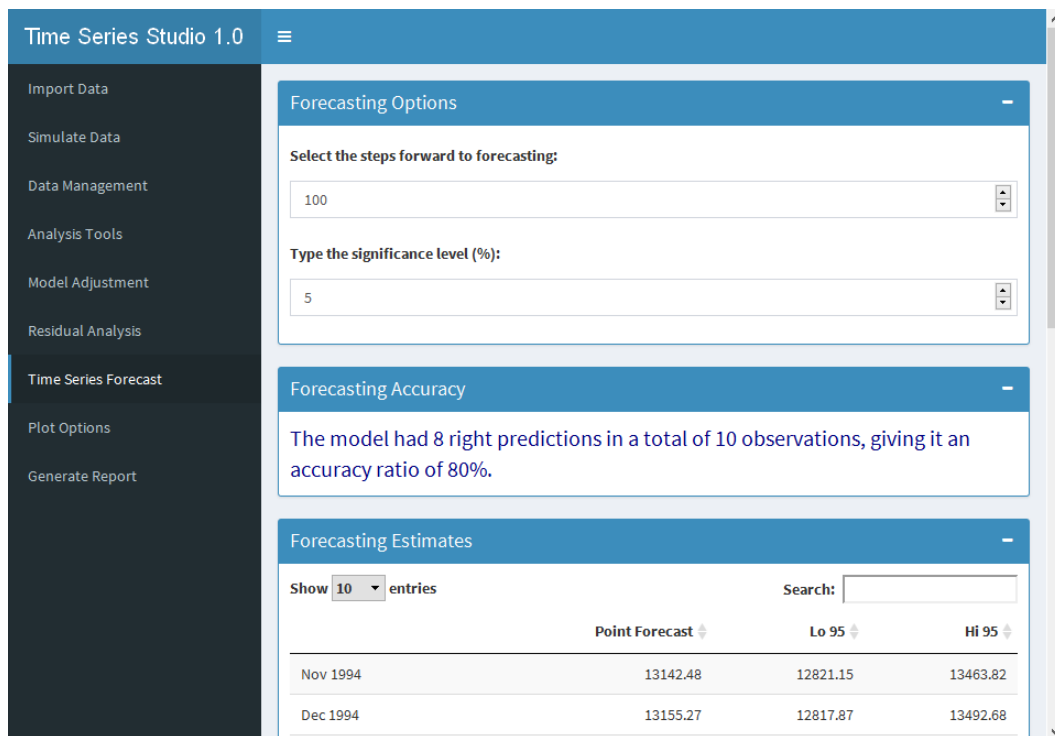 Time Series Studio 1.0
Import Data
Simulate Data
Data Management
Analysis Tools
Model Adjustment
Residual Analysis
Time Series Forecast
Plot Options
Generate Report
Forecasting Options
Select the steps forward to forecasting:
100
Type the significance level (%):
5
Forecasting Accuracy
The model had 8 right predictions in a total of 10 observations, giving it an
accuracy ratio of 80%.
Forecasting Estimates
Show 10 entries Search:
Point Forecast Lo 95 Hi 95
Nov 1994 13142.48 12821.15 13463.82
Dec 1994 13155.27 12817.87 13492.68